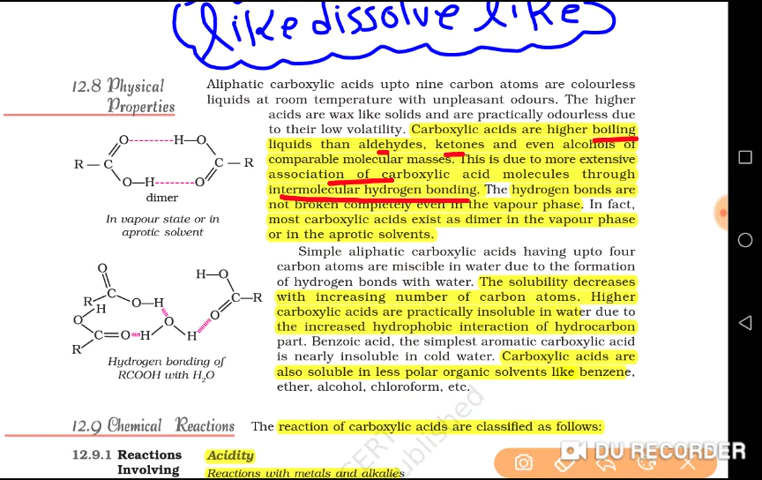 like dissolve like
12.8 Physical
Properties
Aliphatic carboxylic acids upto nine carbon atoms are colourless
liquids at room temperature with unpleasant odours. The higher
acids are wax like solids and are practically odourless due
to their low volatility. Carboxylic acids are higher boiling
liquids than aldehydes, ketones and even alcohols of
comparable molecular masses. This is due to more extensive
association of carboxylic acid molecules through
intermolecular hydrogen bonding. The hydrogen bonds are
not broken completely even in the vapour phase. In fact,
most carboxylic acids exist as dimer in the vapour phase
or in the aprotic solvents.
O H—O
R—C C—R
O—H O
dimer
In vapour state or in
aprotic solvent
Simple aliphatic carboxylic acids having upto four
carbon atoms are miscible in water due to the formation
of hydrogen bonds with water. The solubility decreases
with increasing number of carbon atoms. Higher
carboxylic acids are practically insoluble in water due to
the increased hydrophobic interaction of hydrocarbon
part. Benzoic acid, the simplest aromatic carboxylic acid
is nearly insoluble in cold water. Carboxylic acids are
also soluble in less polar organic solvents like benzene,
ether, alcohol, chloroform, etc.
O H—O
R C O—H C—R
H O
O O
C=O H H
R
Hydrogen bonding of
RCOOH with H₂O
12.9 Chemical Reactions
The reaction of carboxylic acids are classified as follows:
12.9.1 Reactions
Involving
Acidity
Reactions with metals and alkalies
DU RECORDER